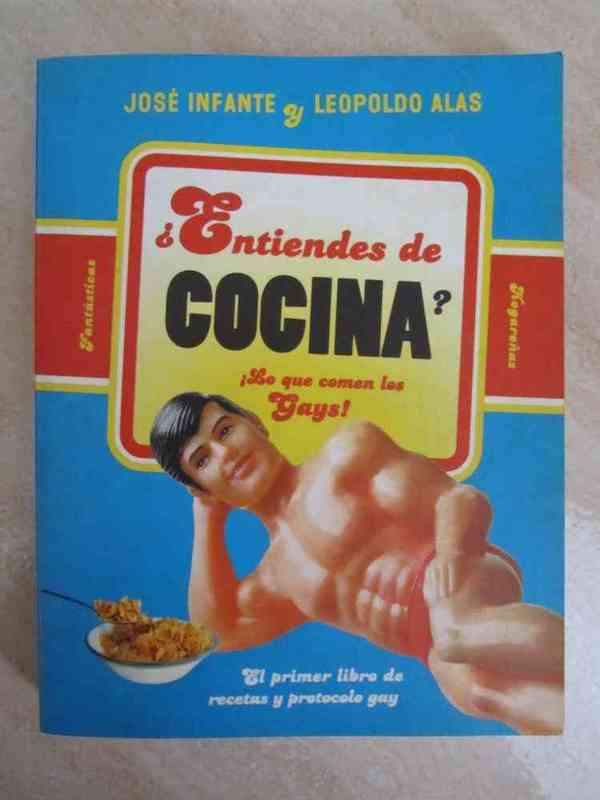 JOSÉ INFANTE y LEOPOLDO ALAS
¿Entiendes de
COCINA?
¡Lo que comen los
Gays!
Fantásticas
Hogareñas
El primer libro de
recetas y protocolo gay